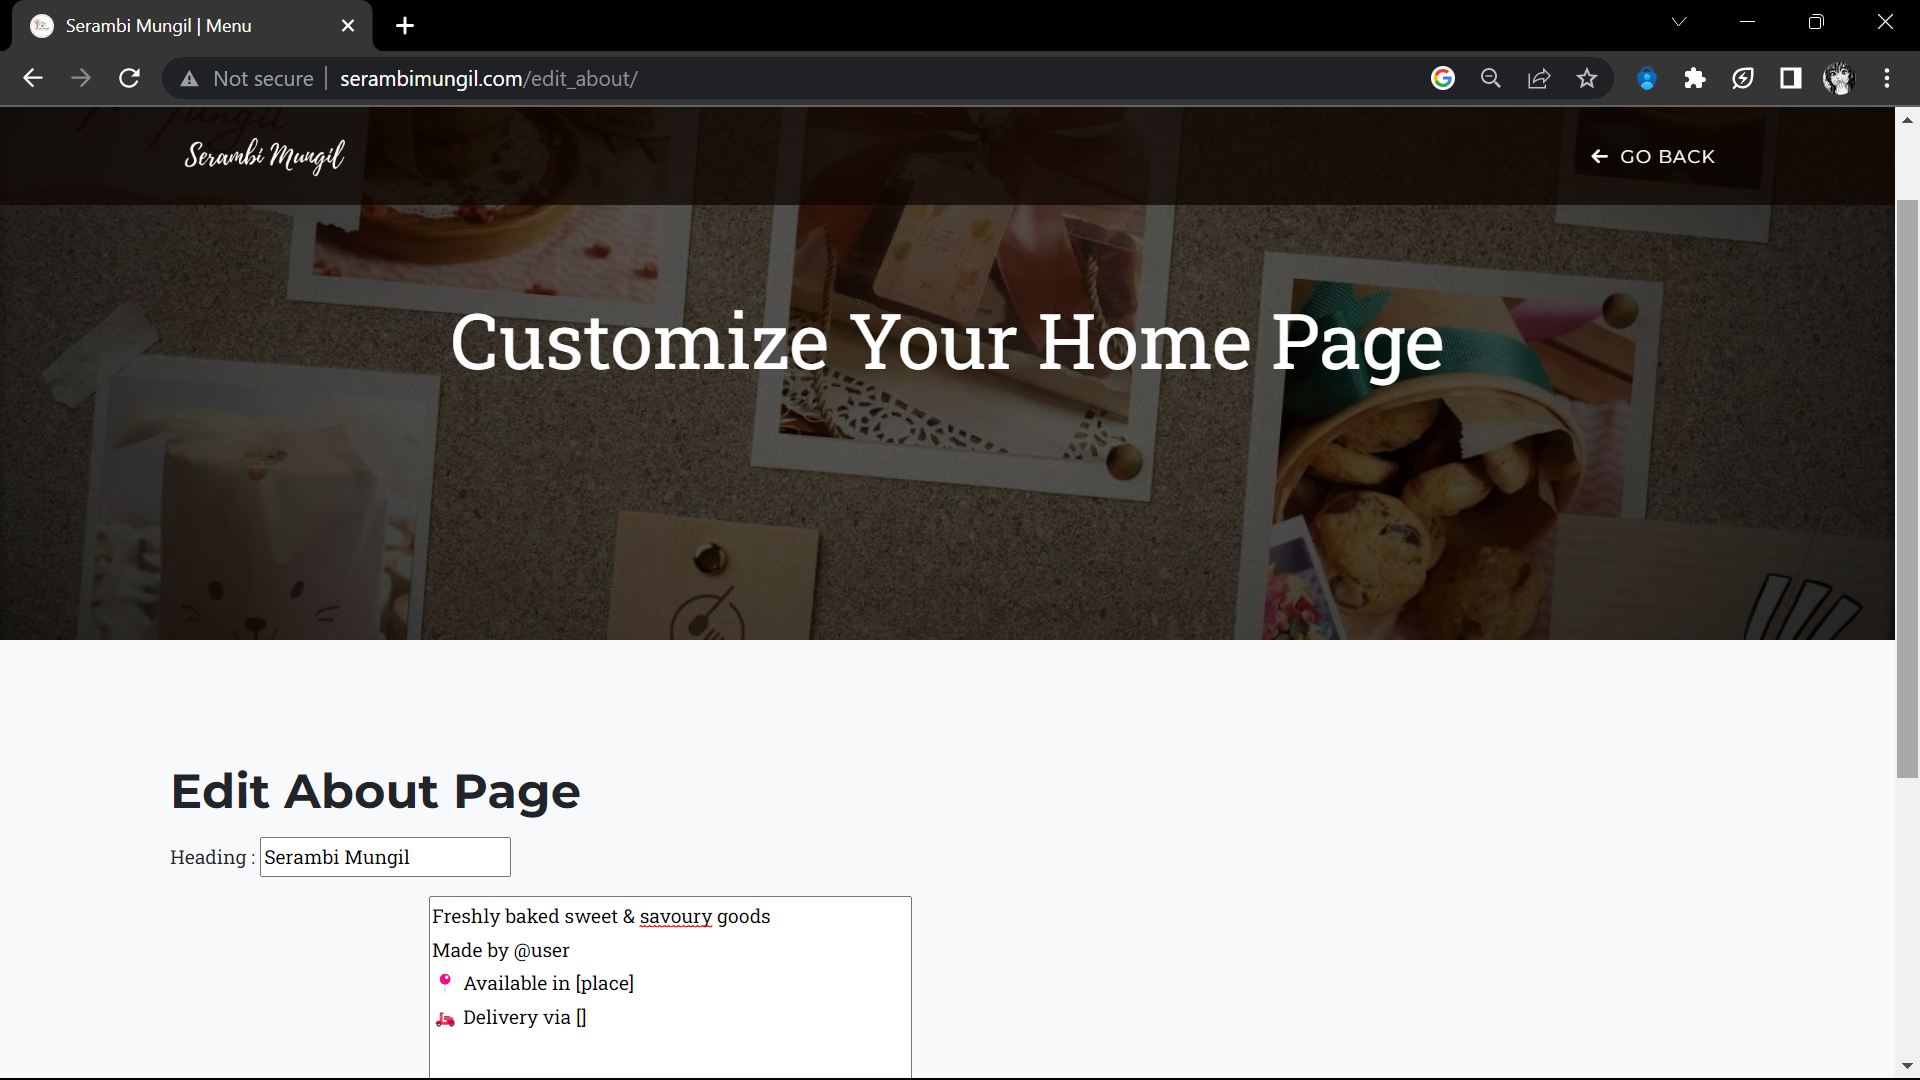 Serambi Mungil | Menu
Not secure
serambimungil.com/edit_about/
Mungil
Serambi Mungil
GO BACK
Customize Your Home Page
Edit About Page
Heading : Serambi Mungil
Freshly baked sweet & savoury goods
Made by @user
📍 Available in [place]
🛵 Delivery via []